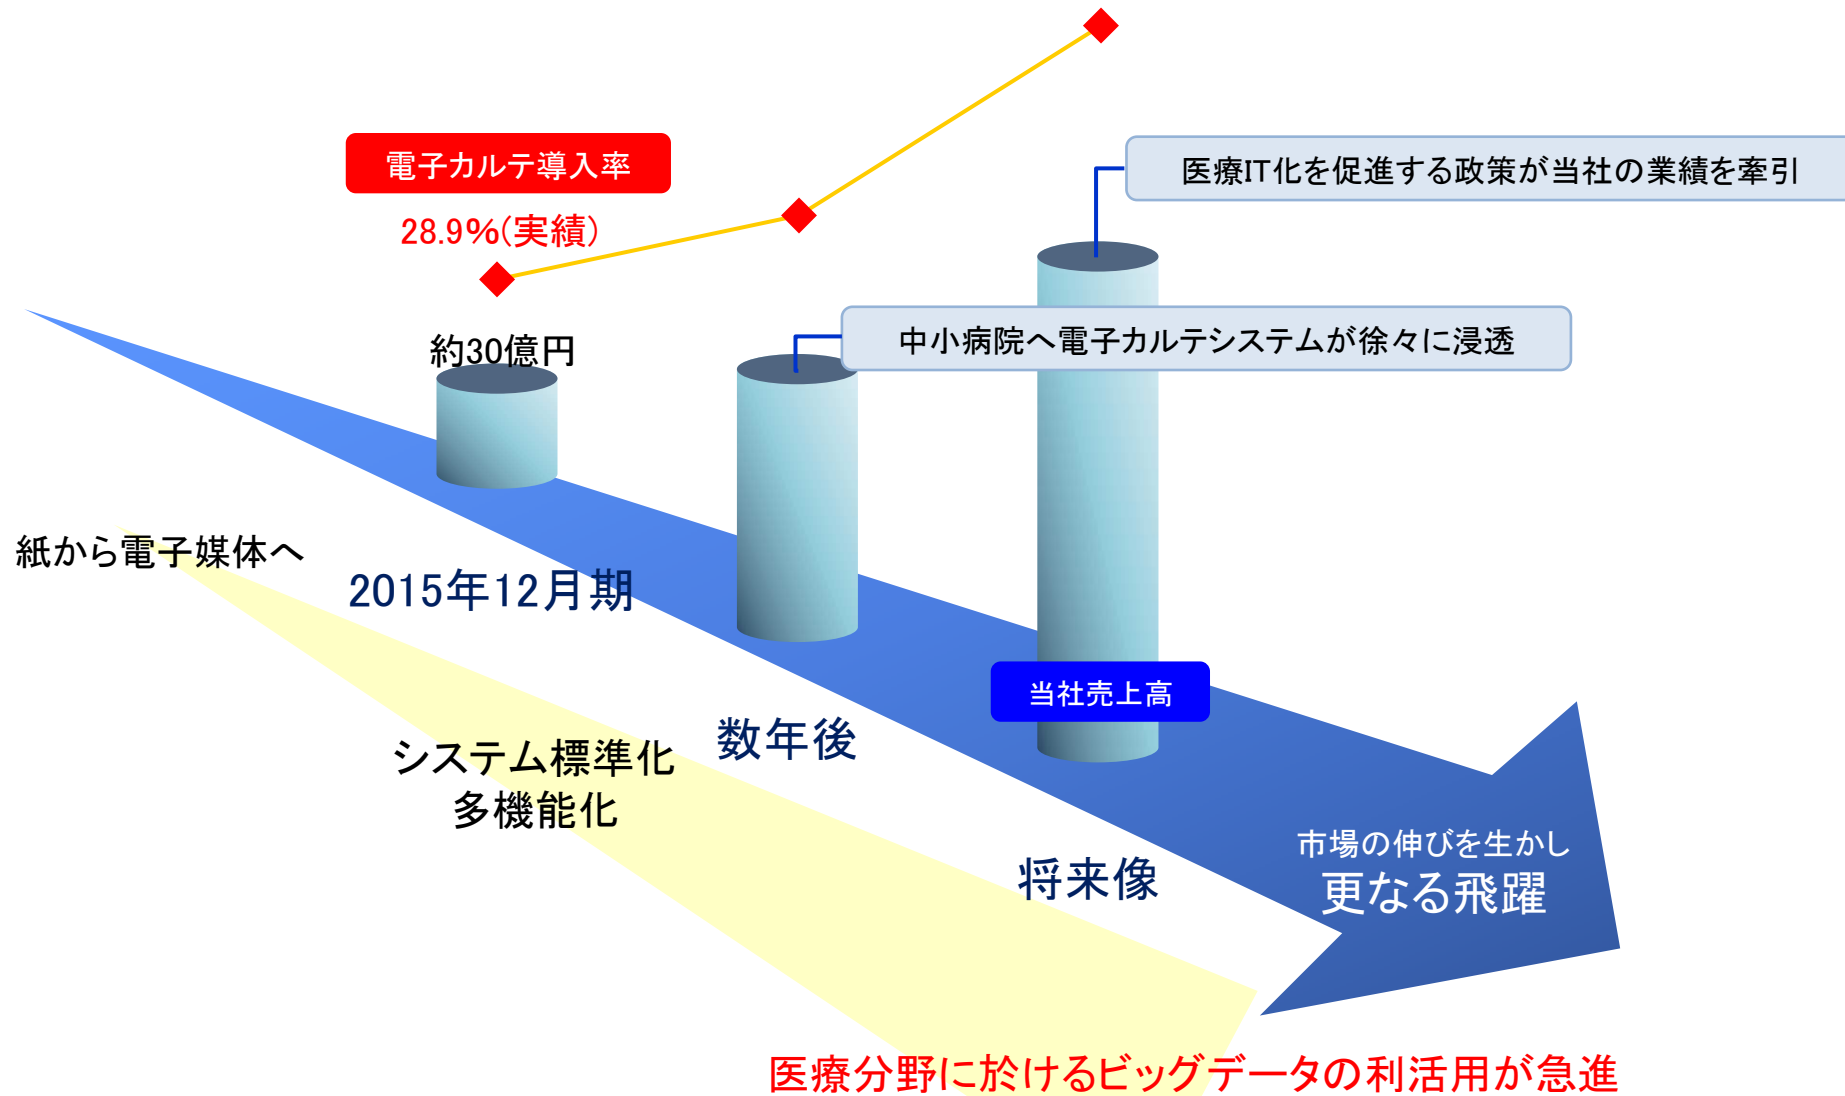 電子カルテ導入率
28.9%(実績)
医療IT化を促進する政策が当社の業績を牽引
約30億円
中小病院へ電子カルテシステムが徐々に浸透
紙から電子媒体へ
2015年12月期
当社売上高
数年後
システム標準化
多機能化
将来像
市場の伸びを生かし
更なる飛躍
医療分野に於けるビッグデータの利活用が急進